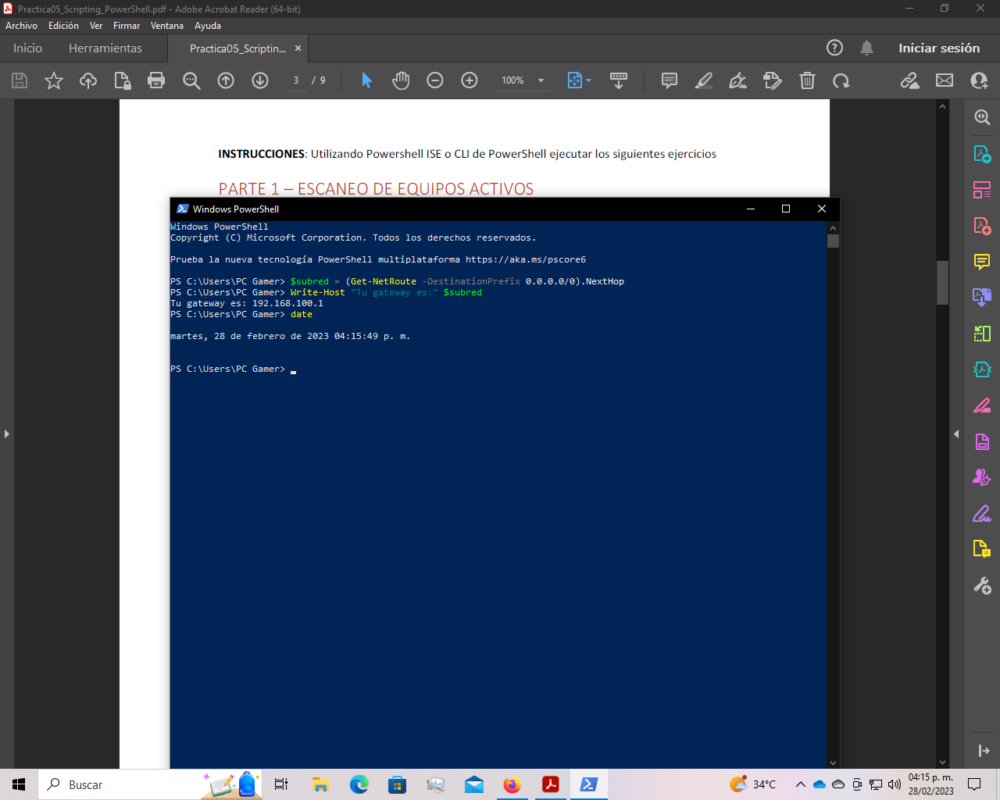 Practica05_Scripting_PowerShell.pdf - Adobe Acrobat Reader (64-bit)
Archivo Edición Ver Firmar Ventana Ayuda
Inicio Herramientas Practica05_Scriptin... × Iniciar sesión
3 / 9 100%
INSTRUCCIONES: Utilizando Powershell ISE o CLI de PowerShell ejecutar los siguientes ejercicios
PARTE 1 – ESCANEO DE EQUIPOS ACTIVOS
Windows PowerShell
Windows PowerShell
Copyright (C) Microsoft Corporation. Todos los derechos reservados.
Prueba la nueva tecnología PowerShell multiplataforma https://aka.ms/pscore6
PS C:\Users\PC Gamer> $subred = (Get-NetRoute -DestinationPrefix 0.0.0.0/0).NextHop
PS C:\Users\PC Gamer> Write-Host "Tu gateway es:" $subred
Tu gateway es: 192.168.100.1
PS C:\Users\PC Gamer> date
martes, 28 de febrero de 2023 04:15:49 p. m.
PS C:\Users\PC Gamer>
Buscar
34°C
04:15 p. m.
28/02/2023